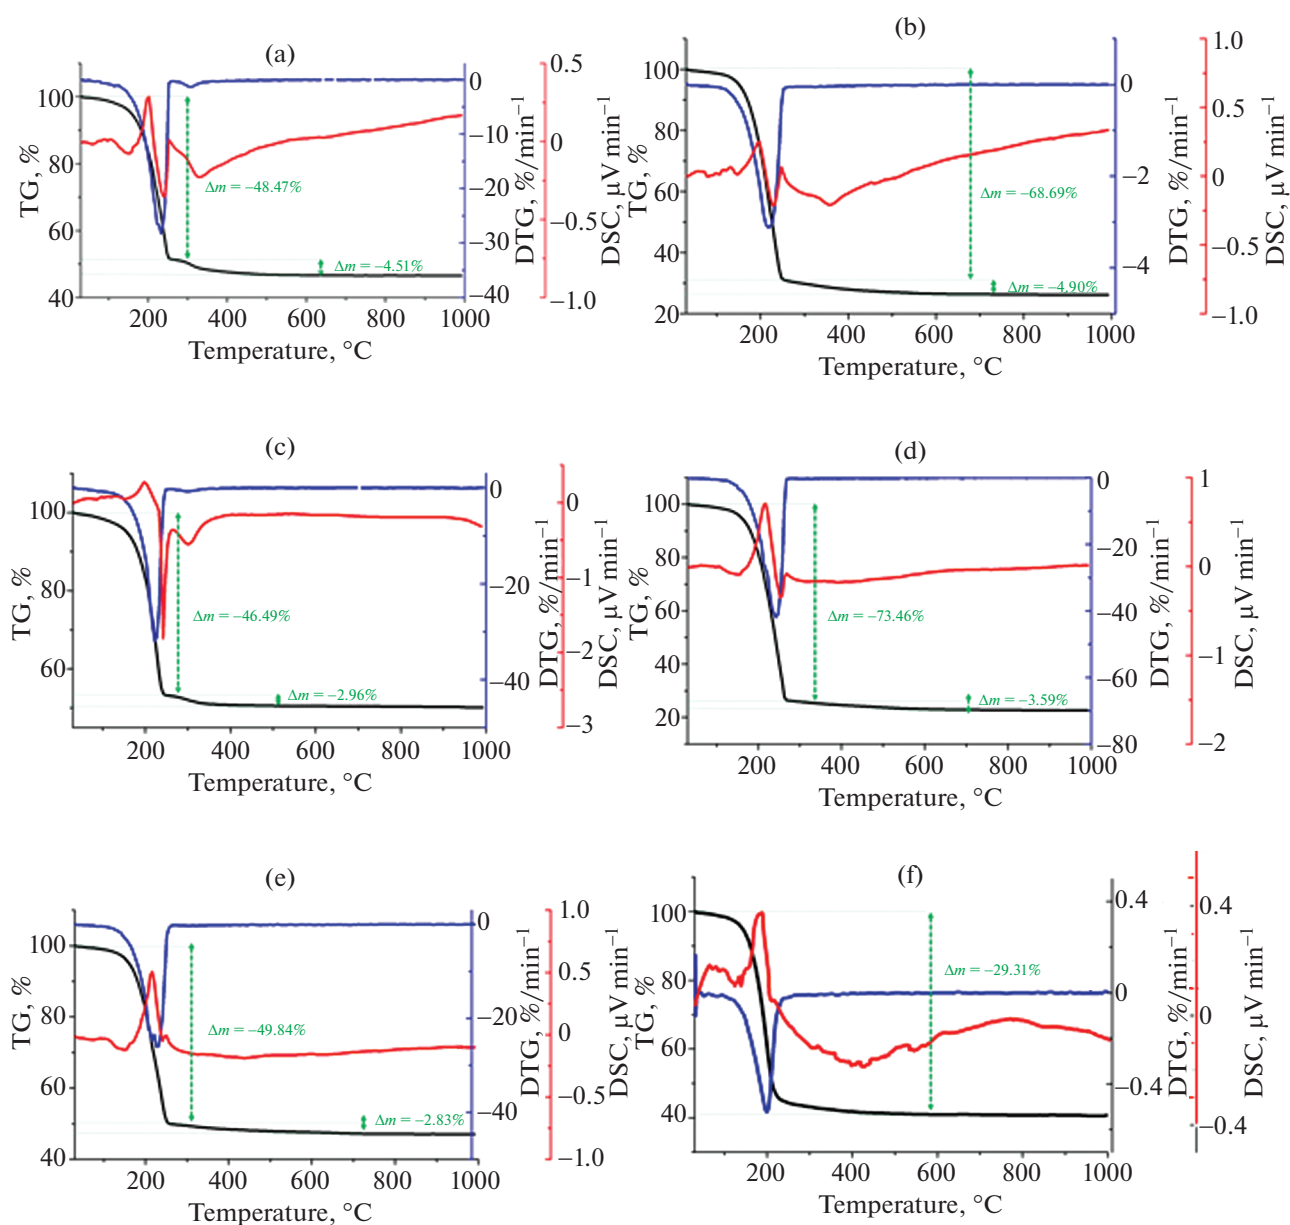 (a)
TG, %
100
80
60
40
Δm = −48.47%
Δm = −4.51%
200 400 600 800 1000
Temperature, °C
0
−10
−20
−30
−40
DTG, %/min⁻¹
0.5
0
−0.5
−1.0
DSC, µV min⁻¹
(b)
TG, %
100
80
60
40
20
Δm = −68.69%
Δm = −4.90%
0 200 400 600 800 1000
Temperature, °C
0
−2
−4
DTG, %/min⁻¹
1.0
0.5
0
−0.5
−1.0
DSC, µV min⁻¹
(c)
TG, %
100
80
60
Δm = −46.49%
Δm = −2.96%
200 400 600 800 1000
Temperature, °C
0
−20
−40
DTG, %/min⁻¹
0
−1
−2
−3
DSC, µV min⁻¹
(d)
TG, %
100
80
60
40
20
Δm = −73.46%
Δm = −3.59%
200 400 600 800 1000
Temperature, °C
0
−20
−40
−60
−80
DTG, %/min⁻¹
1
0
−1
−2
DSC, µV min⁻¹
(e)
TG, %
100
80
60
40
Δm = −49.84%
Δm = −2.83%
200 400 600 800 1000
Temperature, °C
0
−20
−40
DTG, %/min⁻¹
1.0
0.5
0
−0.5
−1.0
DSC, µV min⁻¹
(f)
TG, %
100
80
60
40
Δm = −29.31%
200 400 600 800 1000
Temperature, °C
0.4
0
−0.4
DTG, %/min⁻¹
0.4
0
−0.4
DSC, µV min⁻¹